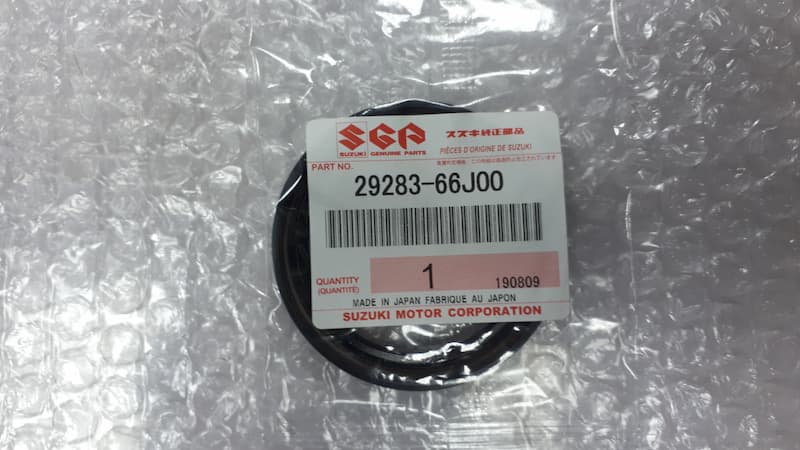 SGP スズキ純正部品
SUZUKI GENUINE PARTS PIÈCES D'ORIGINE DE SUZUKI
PART NO.
29283-66J00
QUANTITY 1 190809
(QUANTITÉ)
MADE IN JAPAN FABRIQUE AU JAPON
SUZUKI MOTOR CORPORATION